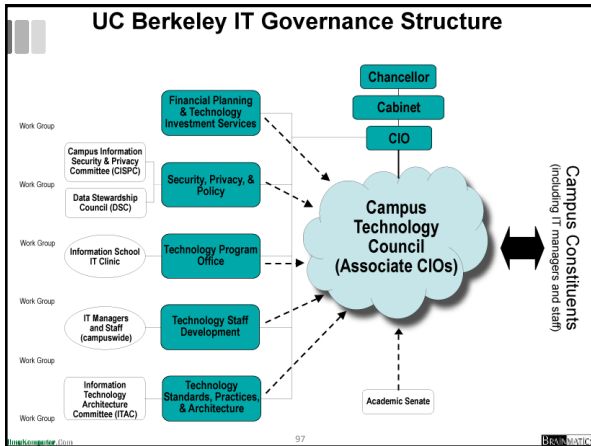 UC Berkeley IT Governance Structure
Chancellor
Cabinet
CIO
Financial Planning
& Technology
Investment Services
Work Group
Campus Information
Security & Privacy
Committee (CISPC)
Work Group
Data Stewardship
Council (DSC)
Security, Privacy, &
Policy
Campus
Technology
Council
(Associate CIOs)
Campus Constituents
(including IT managers and staff)
Work Group
Information School
IT Clinic
Technology Program
Office
Work Group
IT Managers
and Staff
(campuswide)
Technology Staff
Development
Work Group
Information
Technology
Architecture
Committee (ITAC)
Technology
Standards, Practices,
& Architecture
Academic Senate
Work Group
IlmuKomputer.Com
97
BRAINMATICS